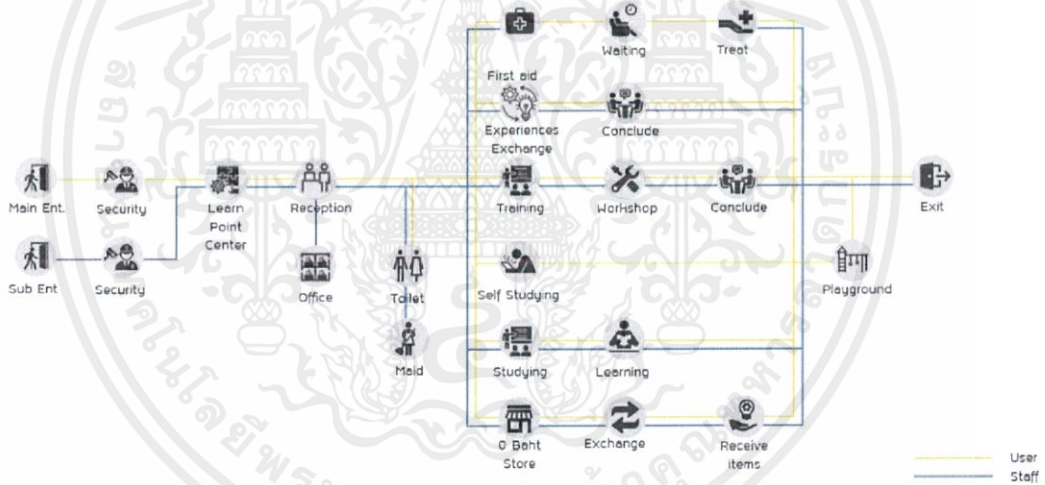 Waiting
Treat
First aid
Experiences
Exchange
Conclude
Main Ent.
Security
Learn
Point
Center
Reception
Training
Workshop
Conclude
Exit
Sub Ent
Security
Office
Toilet
Self Studying
Playground
Maid
Studying
Learning
0 Baht
Store
Exchange
Receive
items
User
Staff